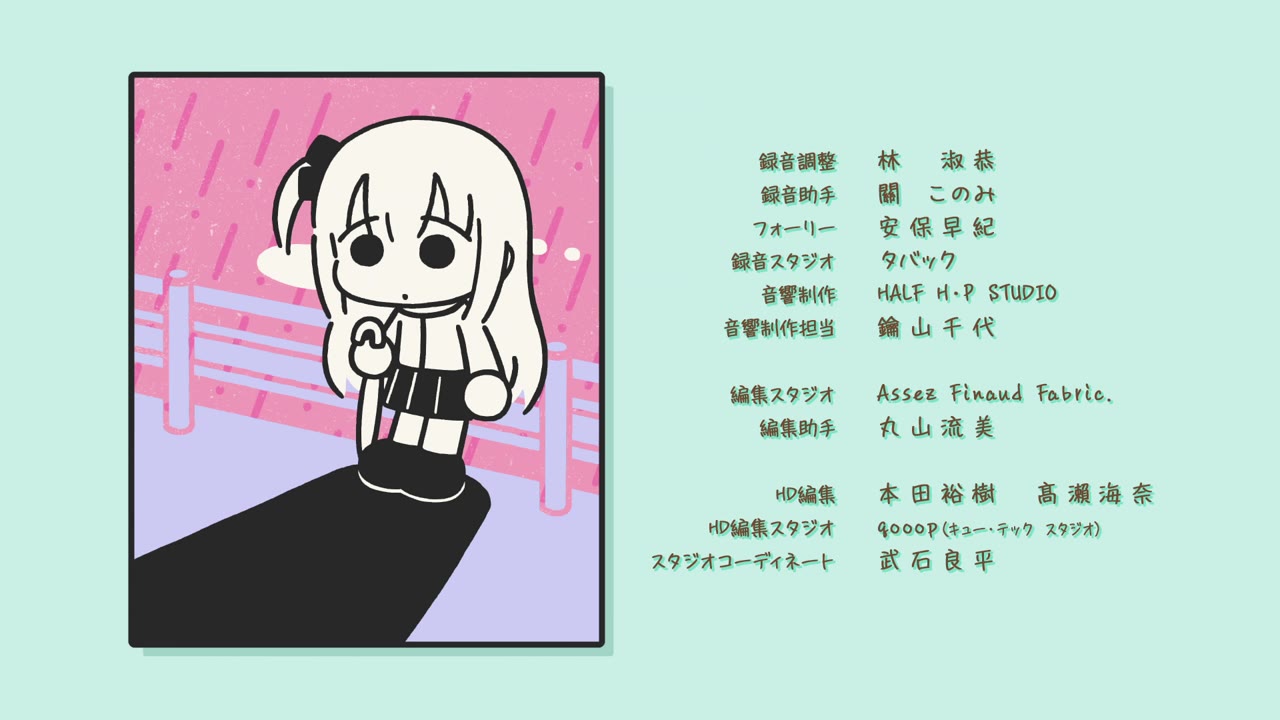 録音調整 林 淑恭
録音助手 關 このみ
フォーリー 安保早紀
録音スタジオ タバック
音響制作 HALF H・P STUDIO
音響制作担当 鑰山千代
編集スタジオ Assez Finaud Fabric.
編集助手 丸山流美
HD編集 本田裕樹 髙瀨海奈
HD編集スタジオ qooop(キュー・テック スタジオ)
スタジオコーディネート 武石良平